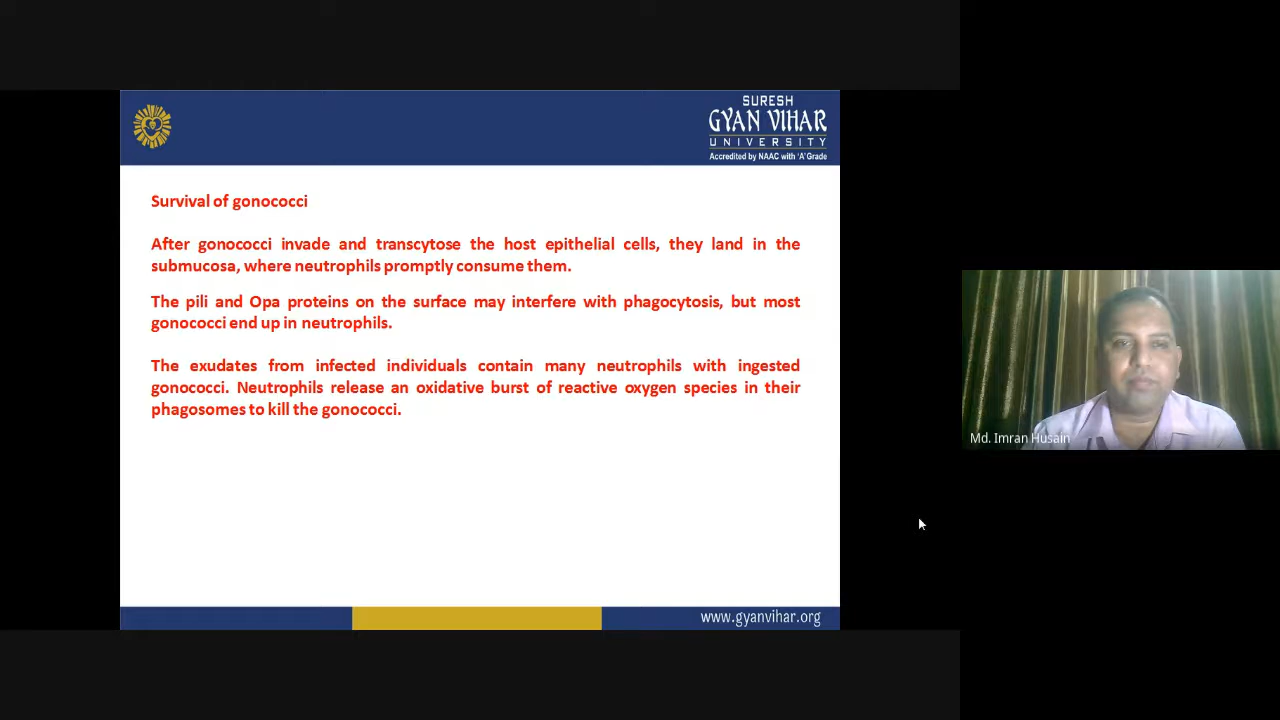 SURESH
GYAN VIHAR
UNIVERSITY
Accredited by NAAC with 'A' Grade
Survival of gonococci
After gonococci invade and transcytose the host epithelial cells, they land in the
submucosa, where neutrophils promptly consume them.
The pili and Opa proteins on the surface may interfere with phagocytosis, but most
gonococci end up in neutrophils.
The exudates from infected individuals contain many neutrophils with ingested
gonococci. Neutrophils release an oxidative burst of reactive oxygen species in their
phagosomes to kill the gonococci.
Md. Imran Husain
www.gyanvihar.org